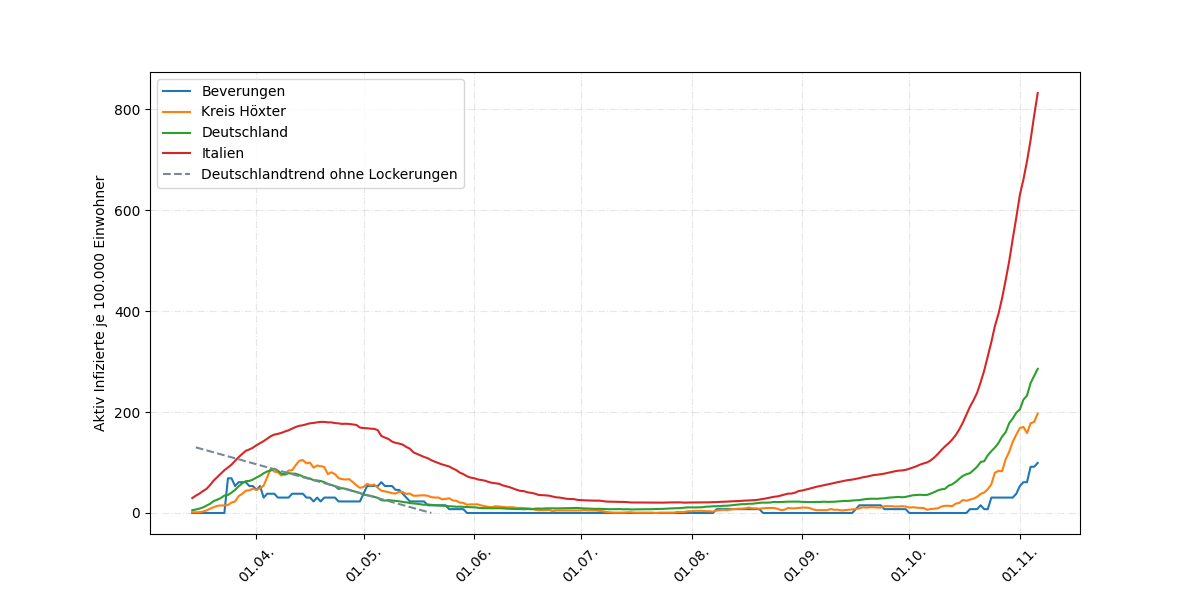 Beverungen
Kreis Höxter
Deutschland
Italien
Deutschlandtrend ohne Lockerungen
Aktiv Infizierte je 100.000 Einwohner
800
600
400
200
0
01.04.
01.05.
01.06.
01.07.
01.08.
01.09.
01.10.
01.11.